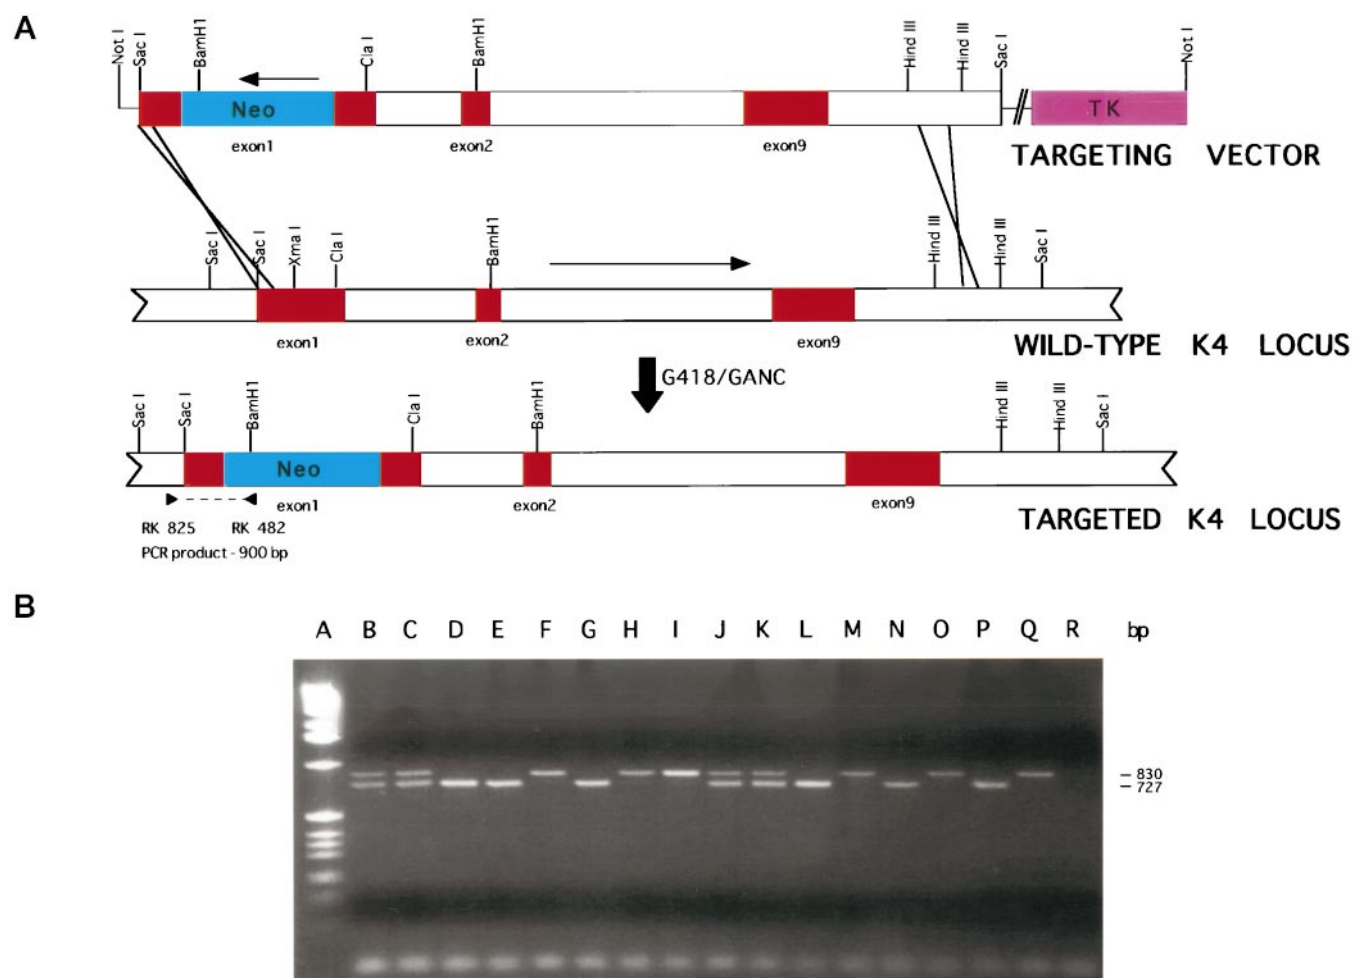 A
Not I
Sac I
BamH1
Cla I
BamH1
Hind III
Hind III
Sac I
Not I
Neo
TK
exon1
exon2
exon9
TARGETING VECTOR
Sac I
Sac I
Xma I
Cla I
BamH1
Hind III
Hind III
Sac I
exon1
exon2
exon9
WILD-TYPE K4 LOCUS
G418/GANC
Sac I
Sac I
BamH1
Cla I
BamH1
Hind III
Hind III
Sac I
Neo
exon1
exon2
exon9
TARGETED K4 LOCUS
RK 825 RK 482
PCR product - 900 bp
B
A B C D E F G H I J K L M N O P Q R bp
– 830
– 727